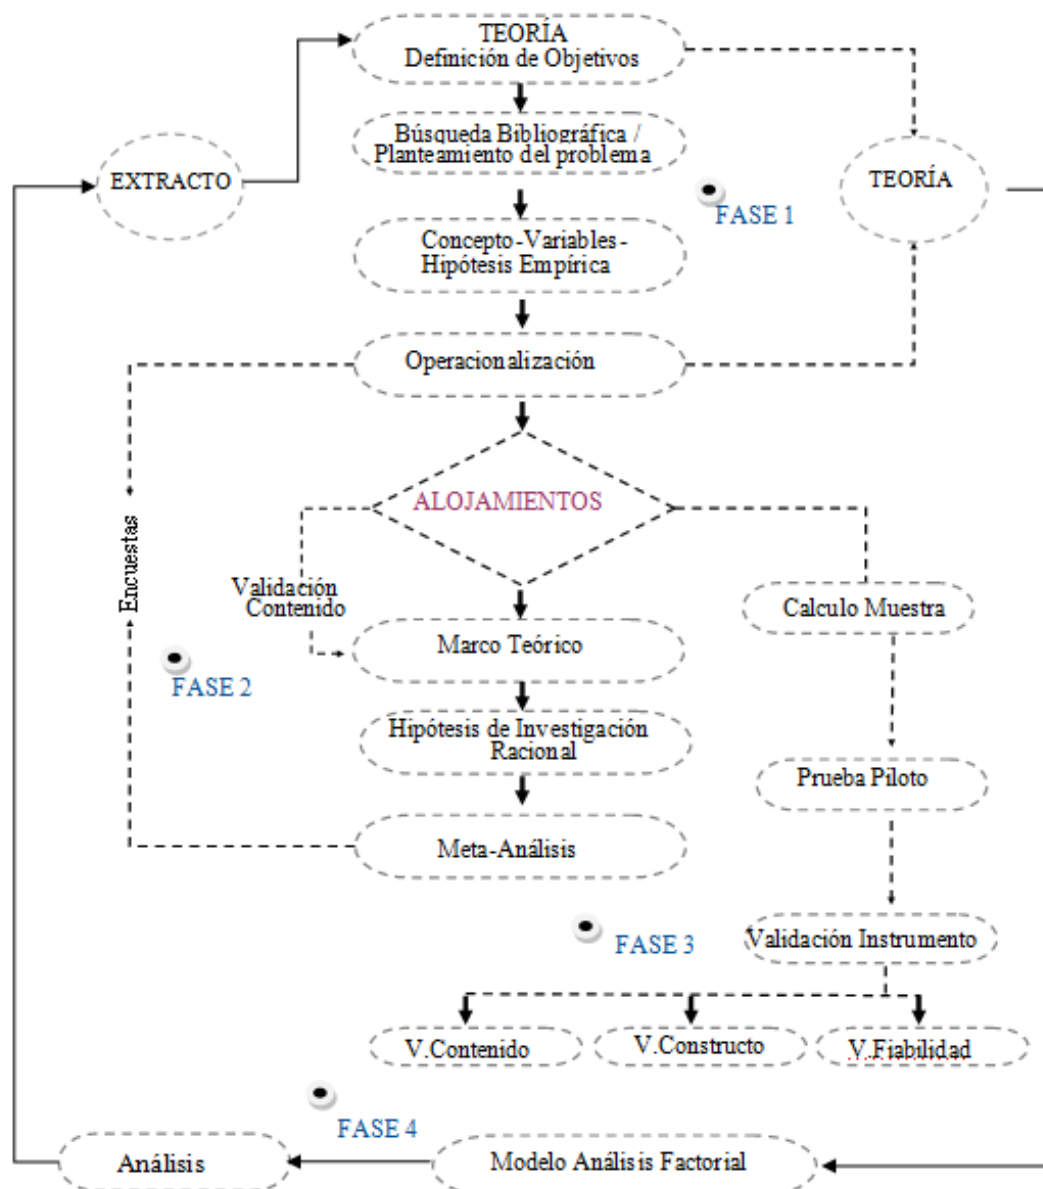 TEORÍA
Definición de Objetivos
Búsqueda Bibliográfica /
Planteamiento del problema
EXTRACTO
TEORÍA
FASE 1
Concepto-Variables-
Hipótesis Empírica
Operacionalización
ALOJAMIENTOS
Encuestas
Validación
Contenido
Calculo Muestra
Marco Teórico
FASE 2
Hipótesis de Investigación
Racional
Prueba Piloto
Meta-Análisis
FASE 3
Validación Instrumento
V.Contenido
V.Constructo
V.Fiabilidad
FASE 4
Análisis
Modelo Análisis Factorial